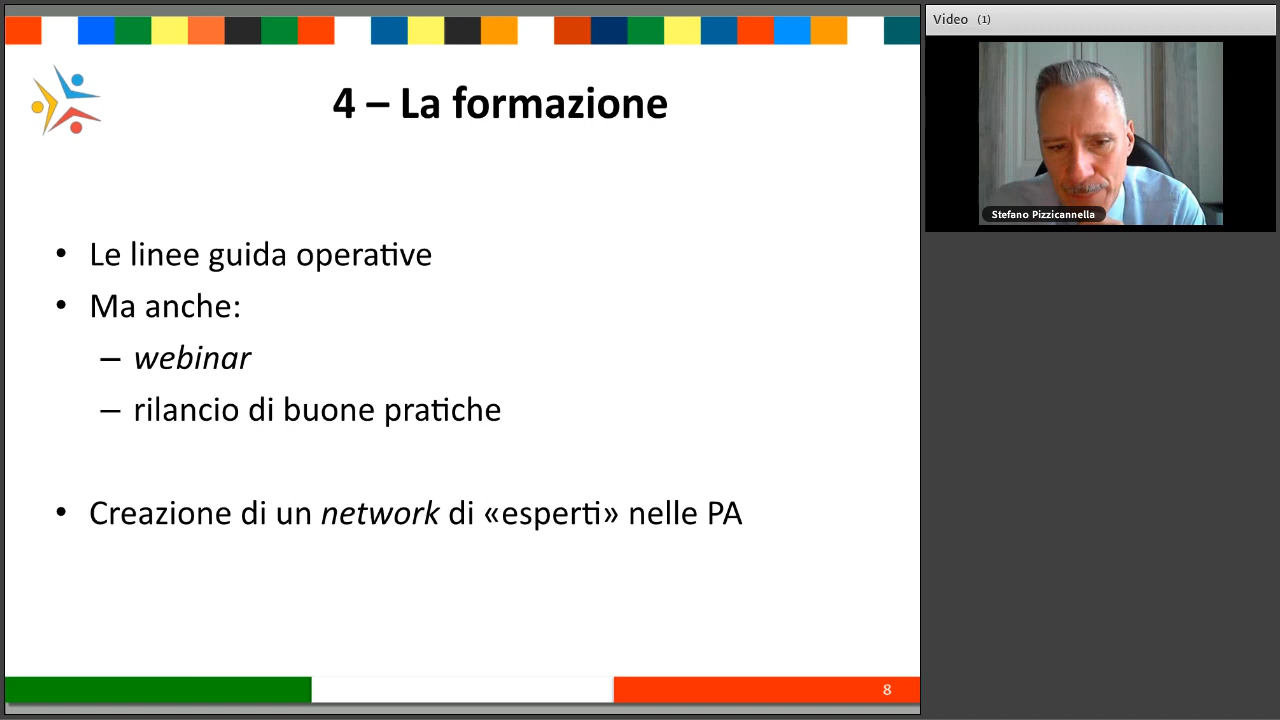 4 – La formazione
• Le linee guida operative
• Ma anche:
– webinar
– rilancio di buone pratiche
• Creazione di un network di «esperti» nelle PA
8
Video (1)
Stefano Pizzicannella